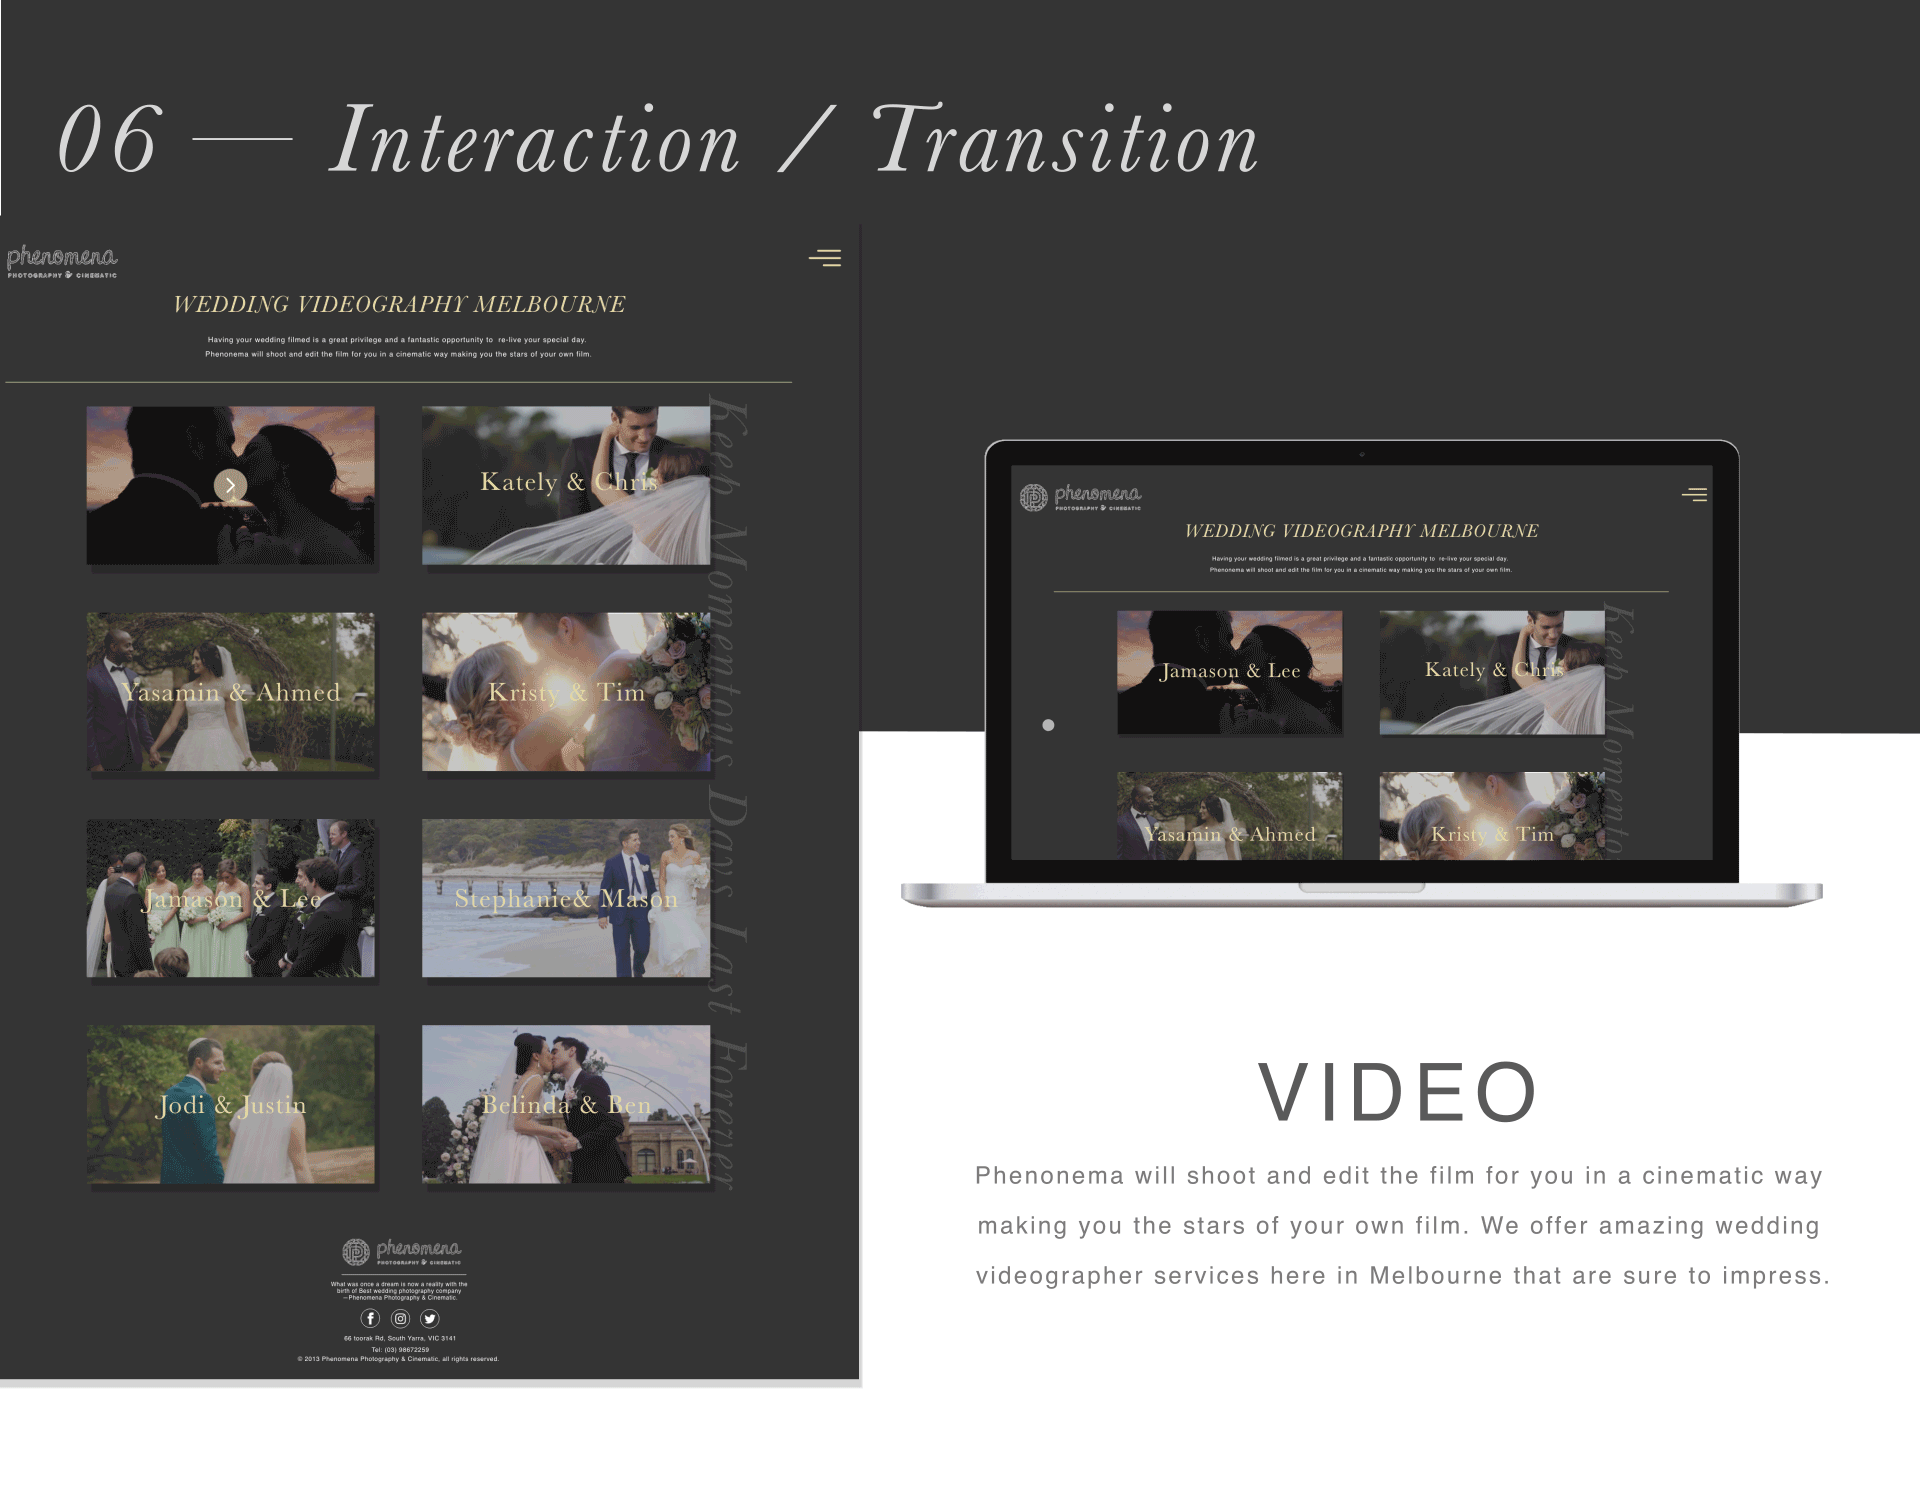 06 — Interaction / Transition
phenomena
PHOTOGRAPHY & CINEMATIC
WEDDING VIDEOGRAPHY MELBOURNE
Having your wedding filmed is a great privilege and a fantastic opportunity to re-live your special day.
Phenonema will shoot and edit the film for you in a cinematic way making you the stars of your own film.
Kately & Chris
Yasamin & Ahmed
Kristy & Tim
Jamason & Lee
Stephanie& Mason
Jodi & Justin
Belinda & Ben
Keep Momentous Days Last Forever
phenomena
PHOTOGRAPHY & CINEMATIC
What was once a dream is now a reality with the
birth of Best wedding photography company
—Phenomena Photography & Cinematic.
66 toorak Rd, South Yarra, VIC 3141
Tel: (03) 98672259
© 2013 Phenomena Photography & Cinematic, all rights reserved.
phenomena
PHOTOGRAPHY & CINEMATIC
WEDDING VIDEOGRAPHY MELBOURNE
Having your wedding filmed is a great privilege and a fantastic opportunity to re-live your special day.
Phenonema will shoot and edit the film for you in a cinematic way making you the stars of your own film.
Jamason & Lee
Kately & Chris
Yasamin & Ahmed
Kristy & Tim
Keep Momentou
VIDEO
Phenonema will shoot and edit the film for you in a cinematic way
making you the stars of your own film. We offer amazing wedding
videographer services here in Melbourne that are sure to impress.